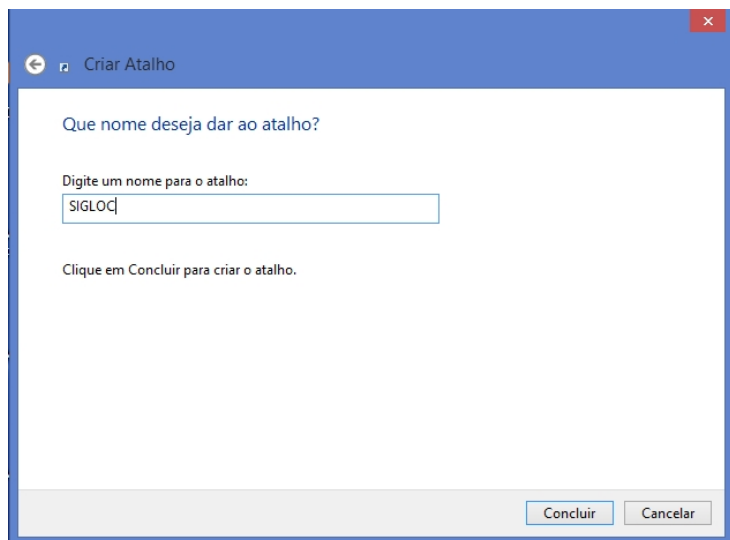 Criar Atalho
Que nome deseja dar ao atalho?
Digite um nome para o atalho:
SIGLOC
Clique em Concluir para criar o atalho.
Concluir
Cancelar